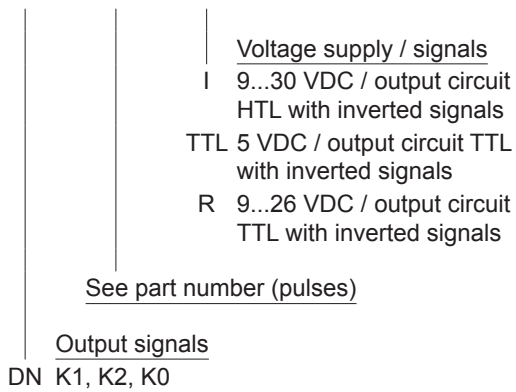 Voltage supply / signals
I 9...30 VDC / output circuit
HTL with inverted signals
TTL 5 VDC / output circuit TTL
with inverted signals
R 9...26 VDC / output circuit
TTL with inverted signals
See part number (pulses)
Output signals
DN K1, K2, K0